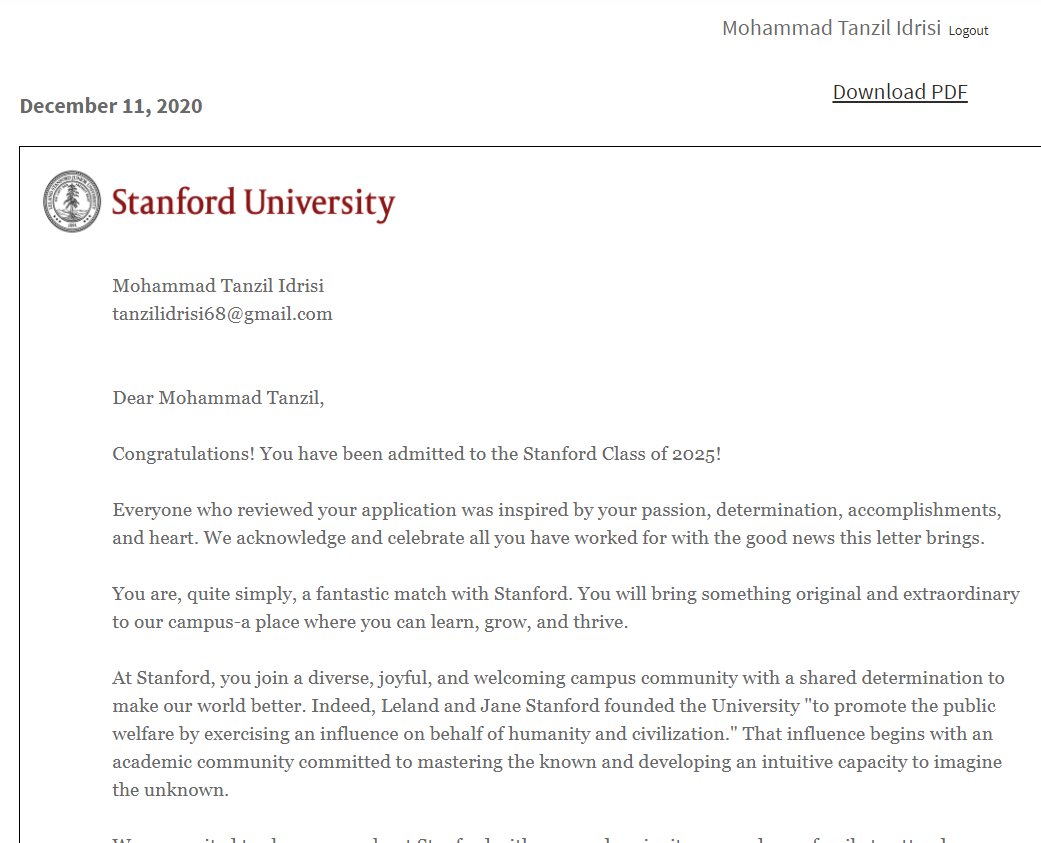 Mohammad Tanzil Idrisi Logout
Download PDF
December 11, 2020
Stanford University
Mohammad Tanzil Idrisi
tanzilidrisi68@gmail.com
Dear Mohammad Tanzil,
Congratulations! You have been admitted to the Stanford Class of 2025!
Everyone who reviewed your application was inspired by your passion, determination, accomplishments,
and heart. We acknowledge and celebrate all you have worked for with the good news this letter brings.
You are, quite simply, a fantastic match with Stanford. You will bring something original and extraordinary
to our campus-a place where you can learn, grow, and thrive.
At Stanford, you join a diverse, joyful, and welcoming campus community with a shared determination to
make our world better. Indeed, Leland and Jane Stanford founded the University "to promote the public
welfare by exercising an influence on behalf of humanity and civilization." That influence begins with an
academic community committed to mastering the known and developing an intuitive capacity to imagine
the unknown.